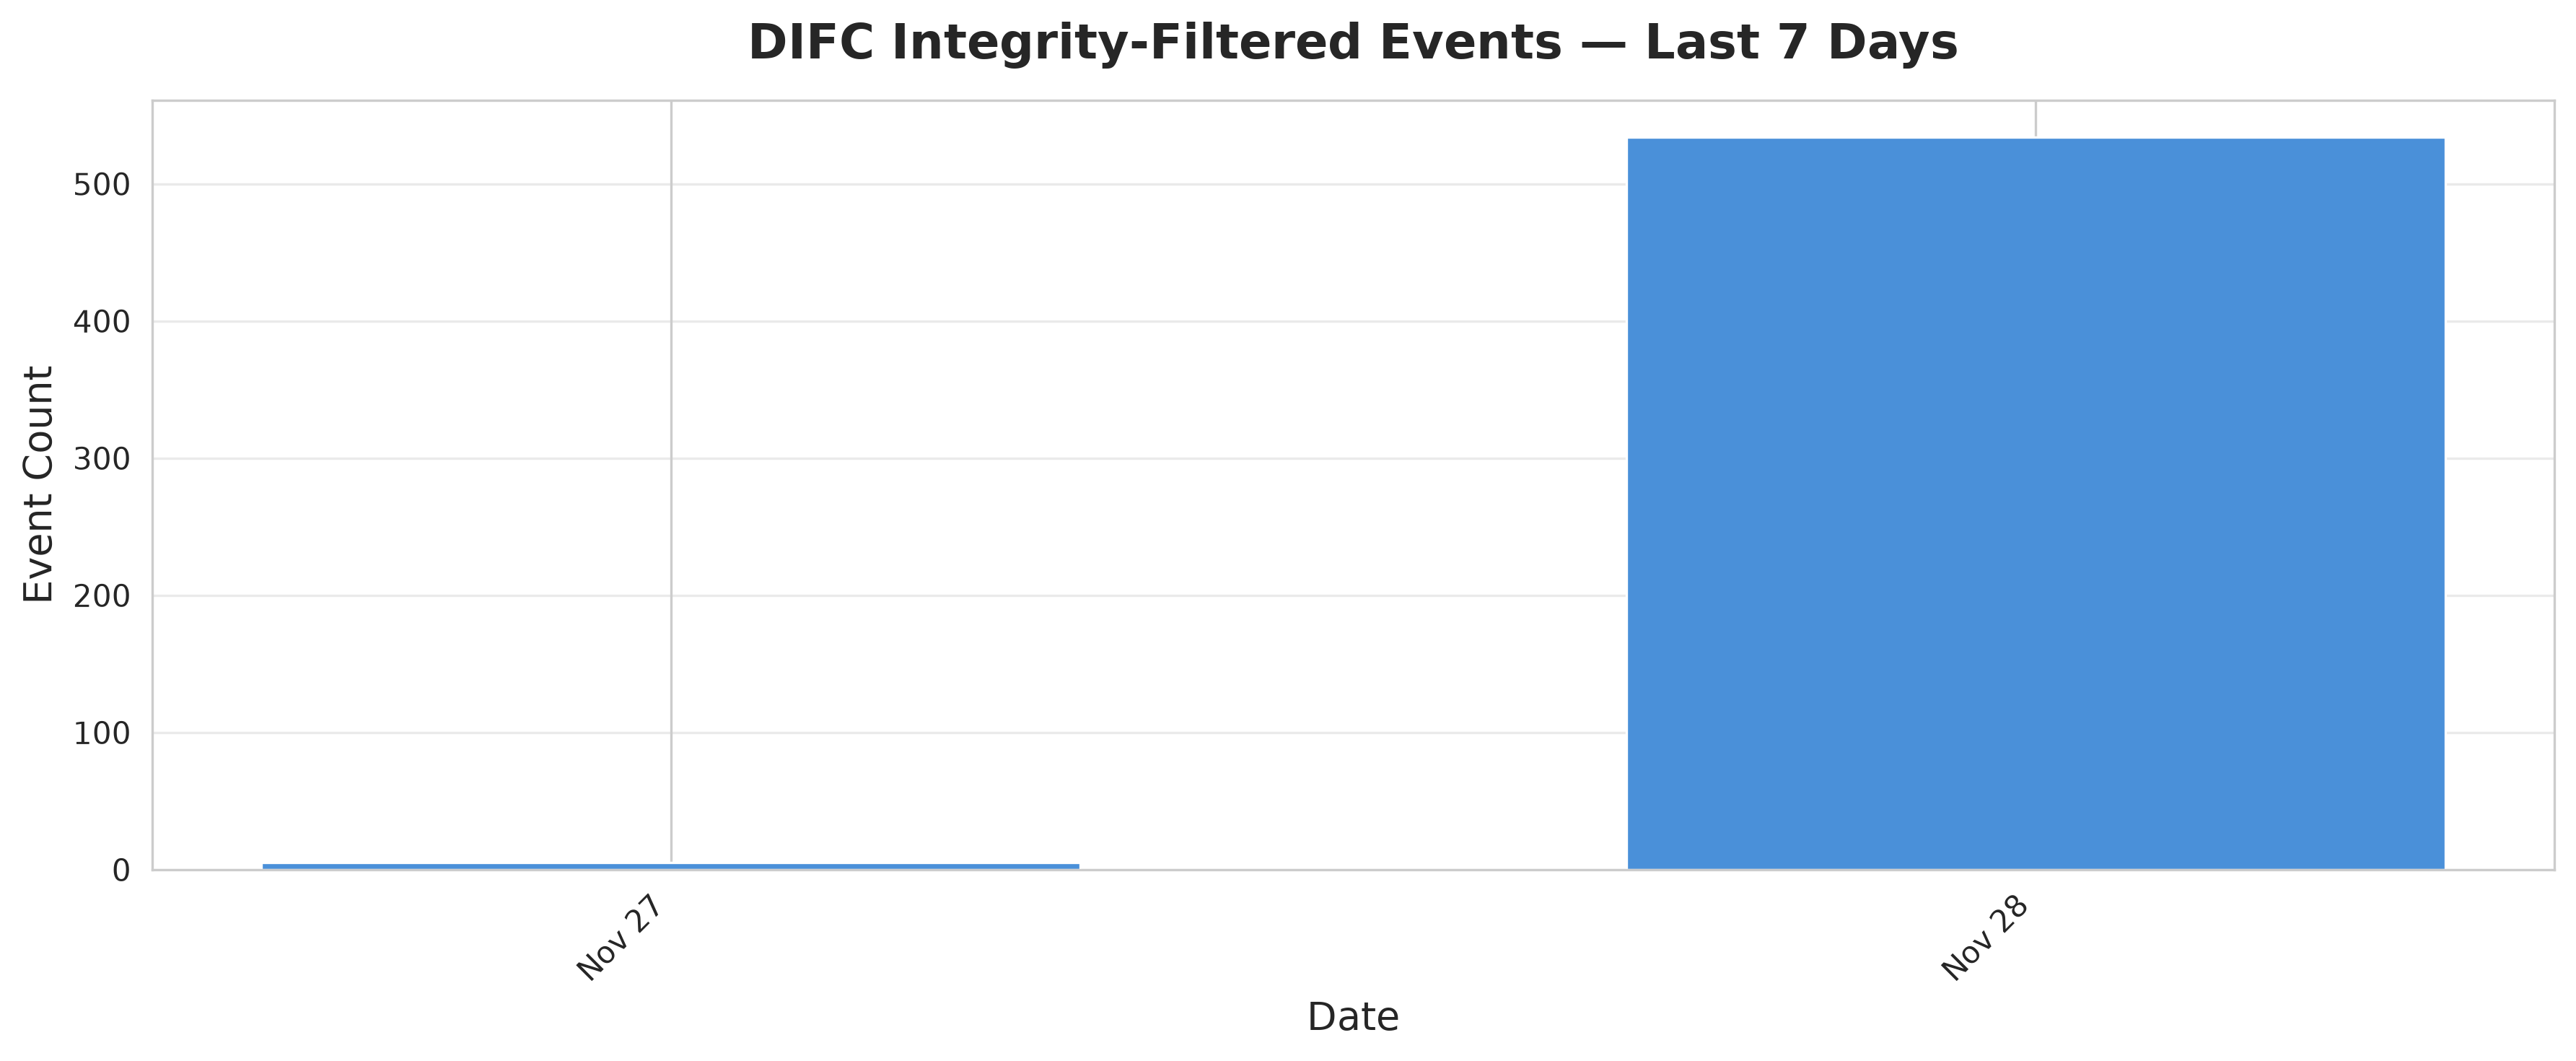 DIFC Integrity-Filtered Events — Last 7 Days
Event Count
500
400
300
200
100
0
Nov 27
Nov 28
Date